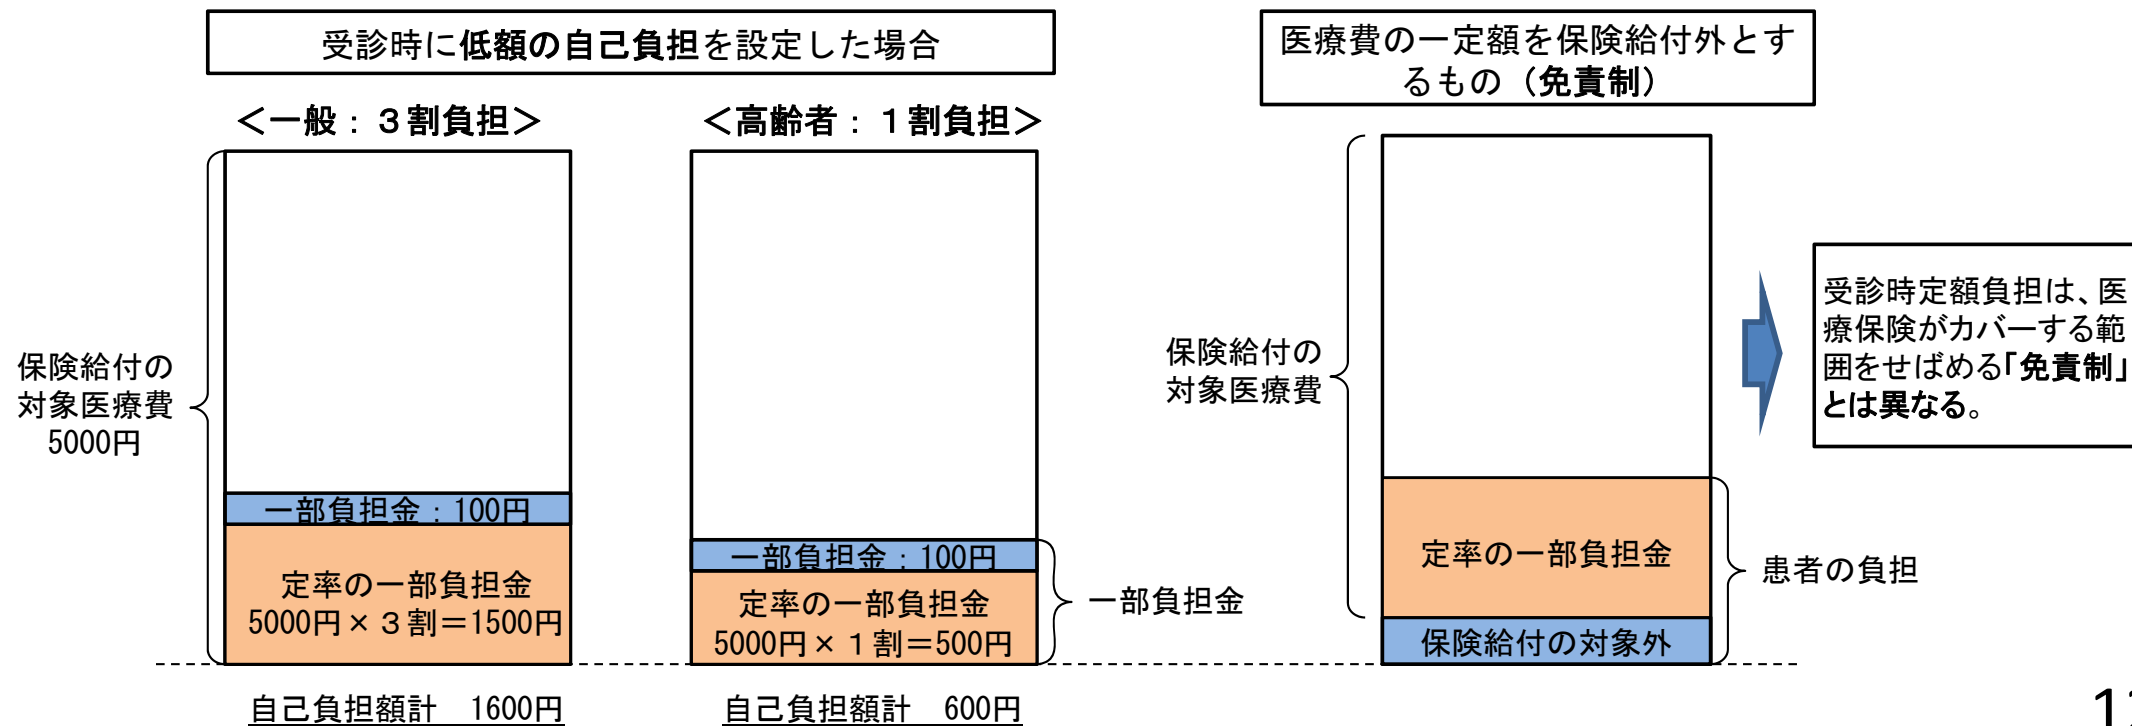 受診時に低額の自己負担を設定した場合
＜一般：３割負担＞
＜高齢者：１割負担＞
保険給付の
対象医療費
5000円
一部負担金：100円
定率の一部負担金
5000円×３割＝1500円
自己負担額計　1600円
一部負担金：100円
定率の一部負担金
5000円×１割＝500円
一部負担金
自己負担額計　600円
医療費の一定額を保険給付外とす
るもの（免責制）
保険給付の
対象医療費
定率の一部負担金
保険給付の対象外
患者の負担
受診時定額負担は、医
療保険がカバーする範
囲をせばめる「免責制」
とは異なる。